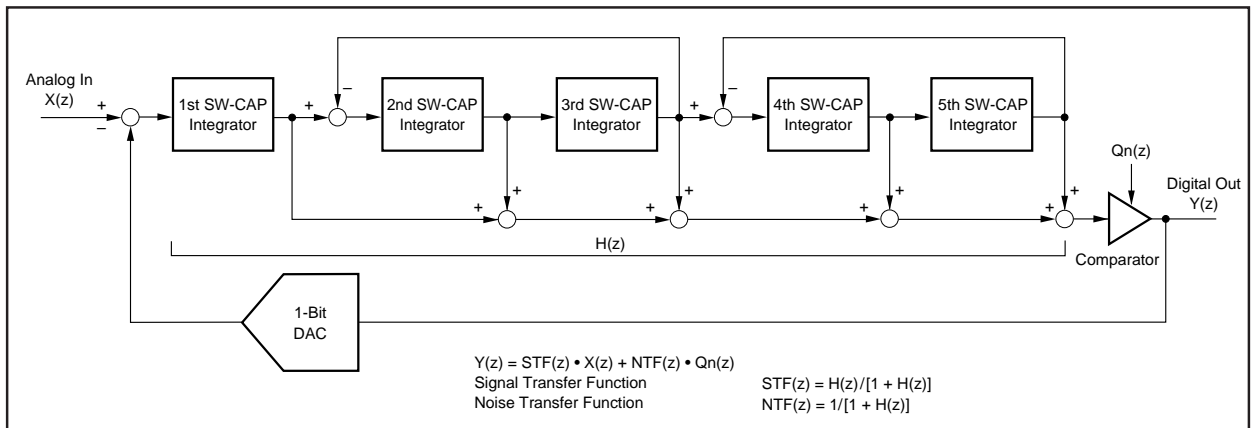 Analog In
X(z)
+
−
1st SW-CAP
Integrator
+
−
2nd SW-CAP
Integrator
3rd SW-CAP
Integrator
+
−
4th SW-CAP
Integrator
5th SW-CAP
Integrator
+
+
+
+
+
+
+
+
Qn(z)
Digital Out
Y(z)
Comparator
H(z)
1-Bit
DAC
Y(z) = STF(z) • X(z) + NTF(z) • Qn(z)
Signal Transfer Function STF(z) = H(z)/[1 + H(z)]
Noise Transfer Function NTF(z) = 1/[1 + H(z)]